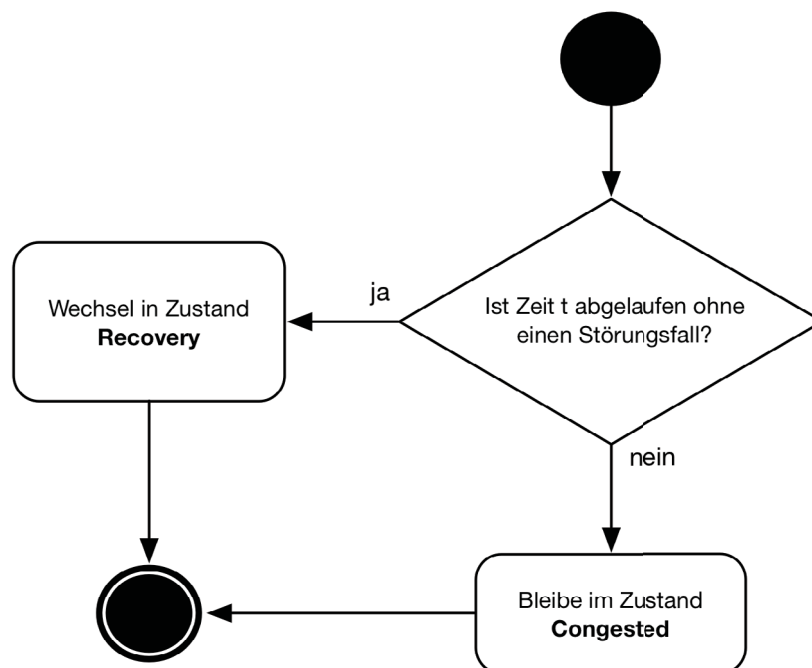 Ist Zeit t abgelaufen ohne
einen Störungsfall?
ja
Wechsel in Zustand
Recovery
nein
Bleibe im Zustand
Congested